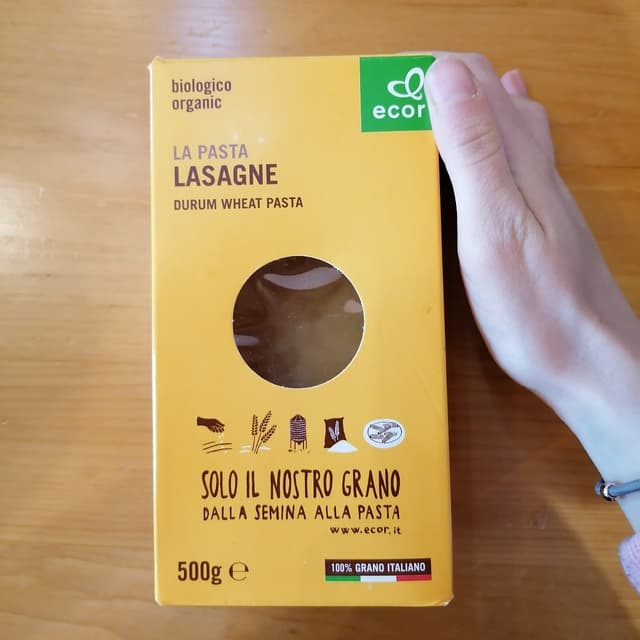 biologico
organic
ecor
LA PASTA
LASAGNE
DURUM WHEAT PASTA
SOLO IL NOSTRO GRANO
DALLA SEMINA ALLA PASTA
www.ecor.it
500g ℮
100% GRANO ITALIANO